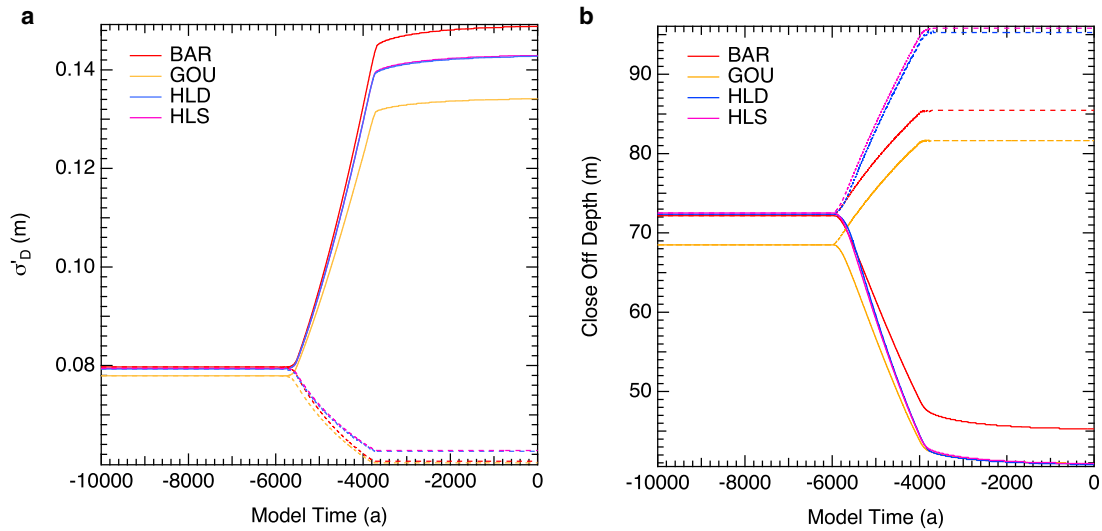 a
0.14
0.12
0.10
0.08
σ'D (m)
BAR
GOU
HLD
HLS
-10000 -8000 -6000 -4000 -2000 0
Model Time (a)
b
90
80
70
60
50
Close Off Depth (m)
BAR
GOU
HLD
HLS
-10000 -8000 -6000 -4000 -2000 0
Model Time (a)